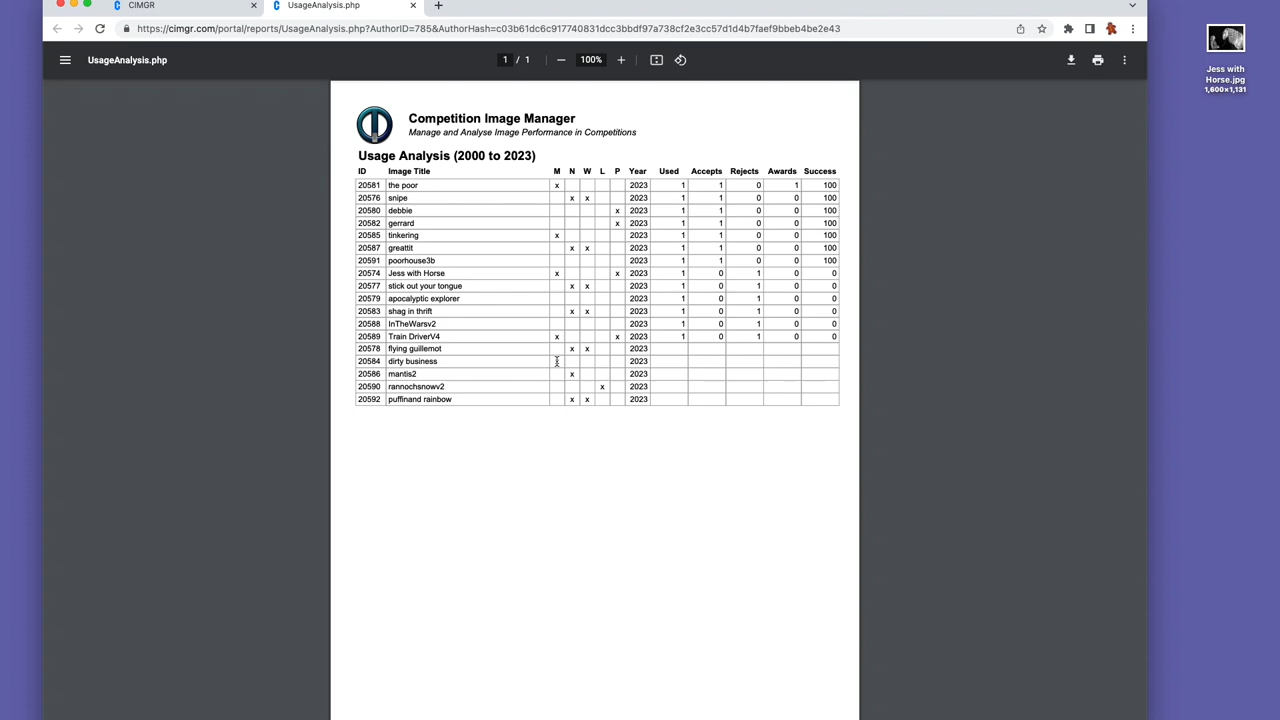 CIMGR
UsageAnalysis.php
https://cimgr.com/portal/reports/UsageAnalysis.php?AuthorID=785&AuthorHash=c03b61dc6c917740831dcc3bbdf97a738cf2e3cc57d1d4b7faef9bbeb4be2e43
UsageAnalysis.php 1 / 1 100%
Jess with
Horse.jpg
1,600×1,131
Competition Image Manager
Manage and Analyse Image Performance in Competitions
Usage Analysis (2000 to 2023)
ID Image Title M N W L P Year Used Accepts Rejects Awards Success
20581 the poor x 2023 1 1 0 1 100
20576 snipe x x 2023 1 1 0 0 100
20580 debbie x 2023 1 1 0 0 100
20582 gerrard x 2023 1 1 0 0 100
20585 tinkering x 2023 1 1 0 0 100
20587 greattit x x 2023 1 1 0 0 100
20591 poorhouse3b 2023 1 1 0 0 100
20574 Jess with Horse x x 2023 1 0 1 0 0
20577 stick out your tongue x x 2023 1 0 1 0 0
20579 apocalyptic explorer 2023 1 0 1 0 0
20583 shag in thrift x x 2023 1 0 1 0 0
20588 InTheWarsv2 2023 1 0 1 0 0
20589 Train DriverV4 x x 2023 1 0 1 0 0
20578 flying guillemot x x 2023
20584 dirty business 2023
20586 mantis2 x 2023
20590 rannochsnowv2 x 2023
20592 puffinand rainbow x x 2023